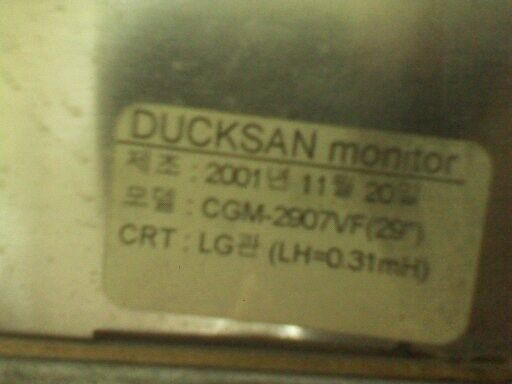 DUCKSAN monitor
제조 : 2001년 11월 20일
모델 : CGM-2907VF(29")
CRT : LG관 (LH=0.31mH)